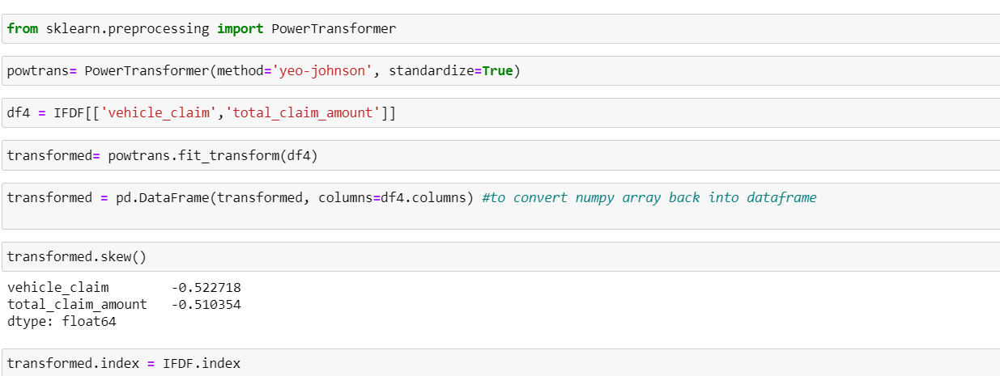 from sklearn.preprocessing import PowerTransformer
powtrans= PowerTransformer(method='yeo-johnson', standardize=True)
df4 = IFDF[['vehicle_claim','total_claim_amount']]
transformed= powtrans.fit_transform(df4)
transformed = pd.DataFrame(transformed, columns=df4.columns) #to convert numpy array back into dataframe
transformed.skew()
vehicle_claim -0.522718
total_claim_amount -0.510354
dtype: float64
transformed.index = IFDF.index